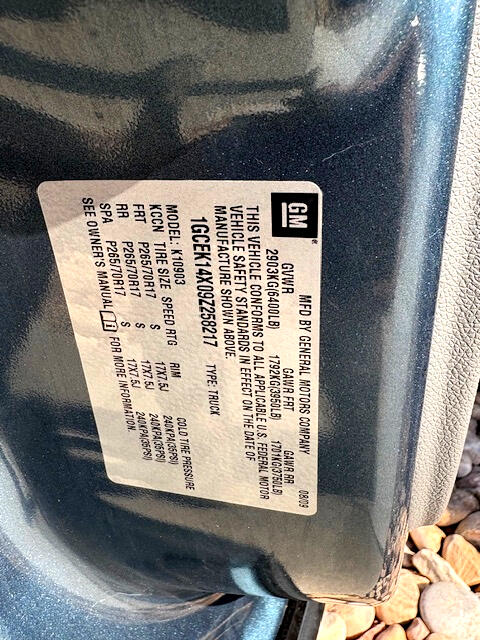 GM
MFD BY GENERAL MOTORS COMPANY 08/09
GVWR GAWR FRT GAWR RR
2903KG(6400LB) 1792KG(3950LB) 1701KG(3750LB)
THIS VEHICLE CONFORMS TO ALL APPLICABLE U.S. FEDERAL MOTOR
VEHICLE SAFETY STANDARDS IN EFFECT ON THE DATE OF
MANUFACTURE SHOWN ABOVE.
1GCEK14X09Z258217 TYPE: TRUCK
MODEL: K10903
KCCN TIRE SIZE SPEED RTG RIM COLD TIRE PRESSURE
FRT P265/70R17 S 17X7.5J 240KPA(35PSI)
RR P265/70R17 S 17X7.5J 240KPA(35PSI)
SPA P265/70R17 S 17X7.5J 240KPA(35PSI)
SEE OWNER'S MANUAL FOR MORE INFORMATION.